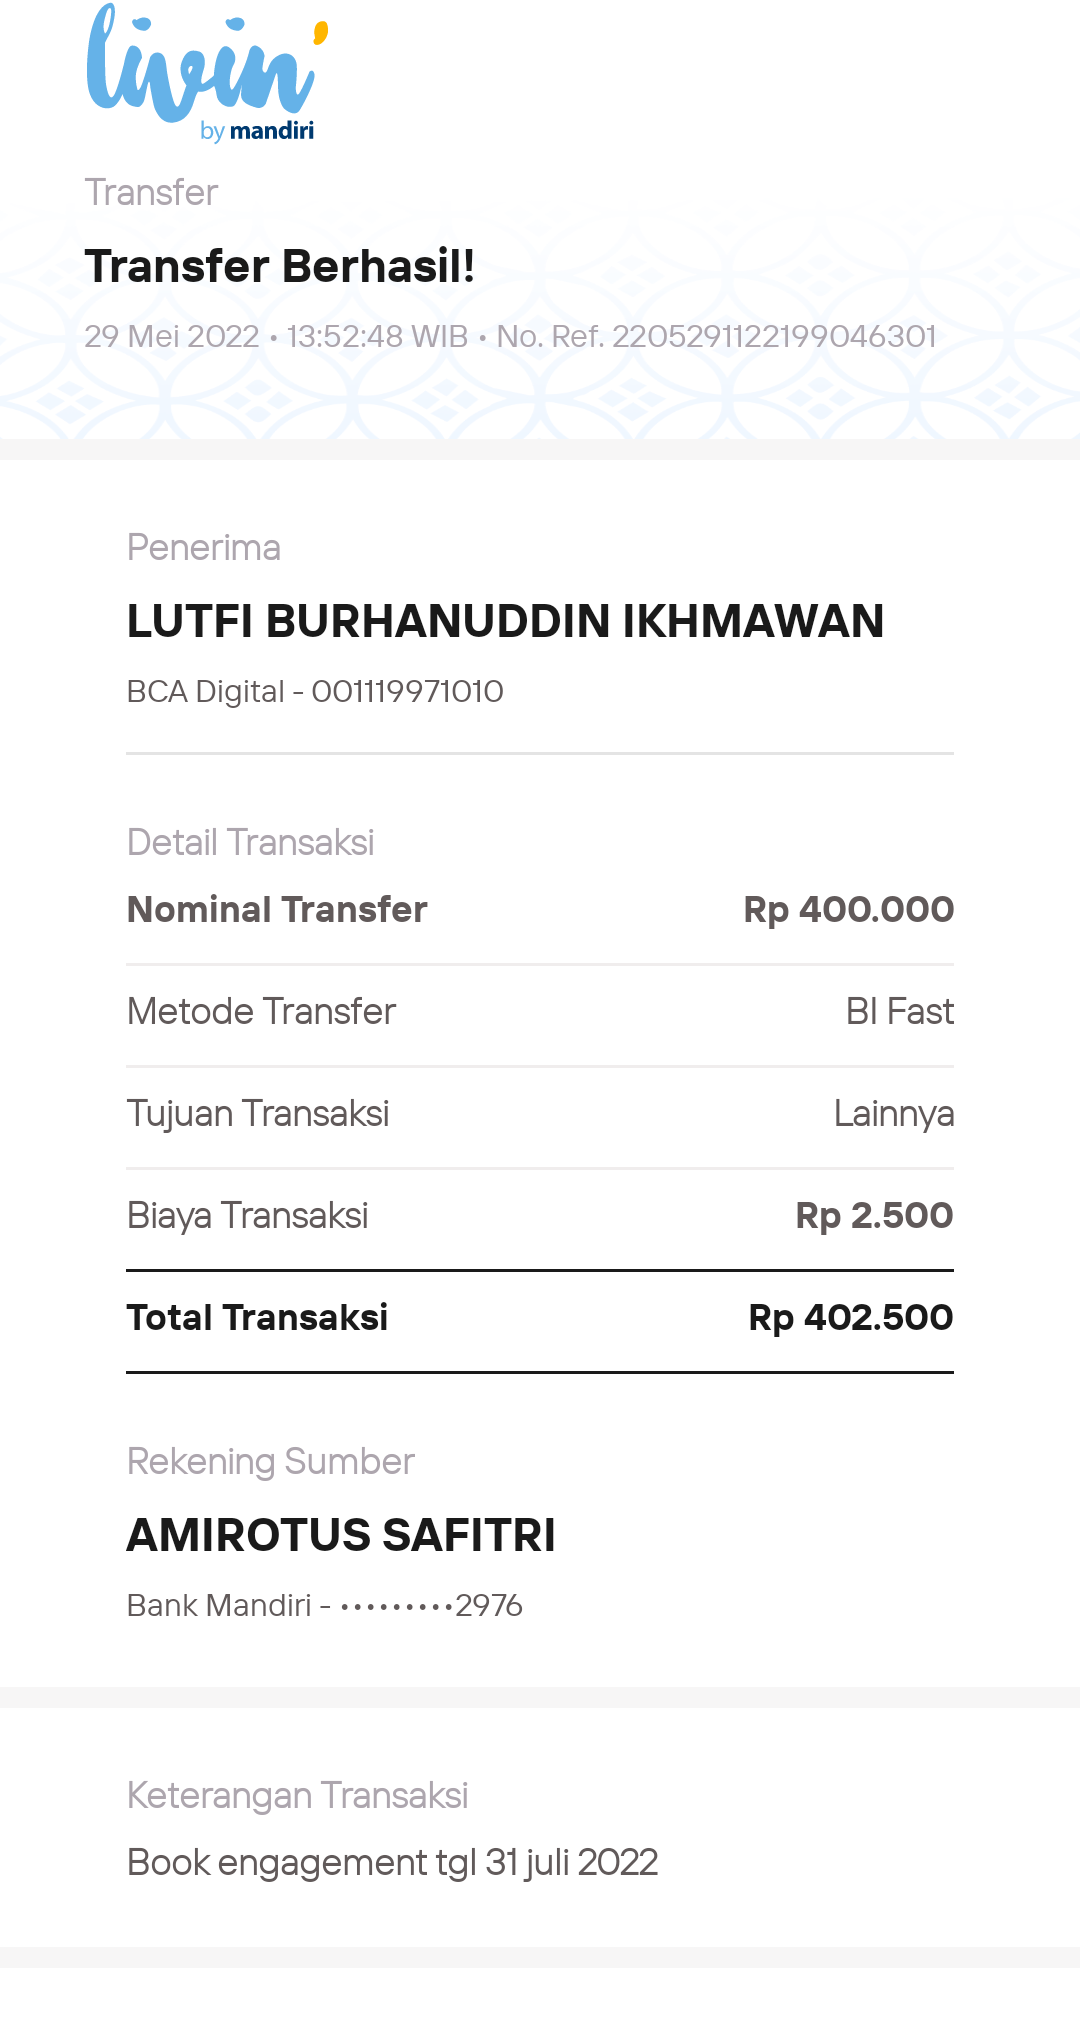 livin'
by mandiri
Transfer
Transfer Berhasil!
29 Mei 2022 • 13:52:48 WIB • No. Ref. 2205291122199046301
Penerima
LUTFI BURHANUDDIN IKHMAWAN
BCA Digital - 001119971010
Detail Transaksi
Nominal Transfer Rp 400.000
Metode Transfer BI Fast
Tujuan Transaksi Lainnya
Biaya Transaksi Rp 2.500
Total Transaksi Rp 402.500
Rekening Sumber
AMIROTUS SAFITRI
Bank Mandiri - •••••••••2976
Keterangan Transaksi
Book engagement tgl 31 juli 2022